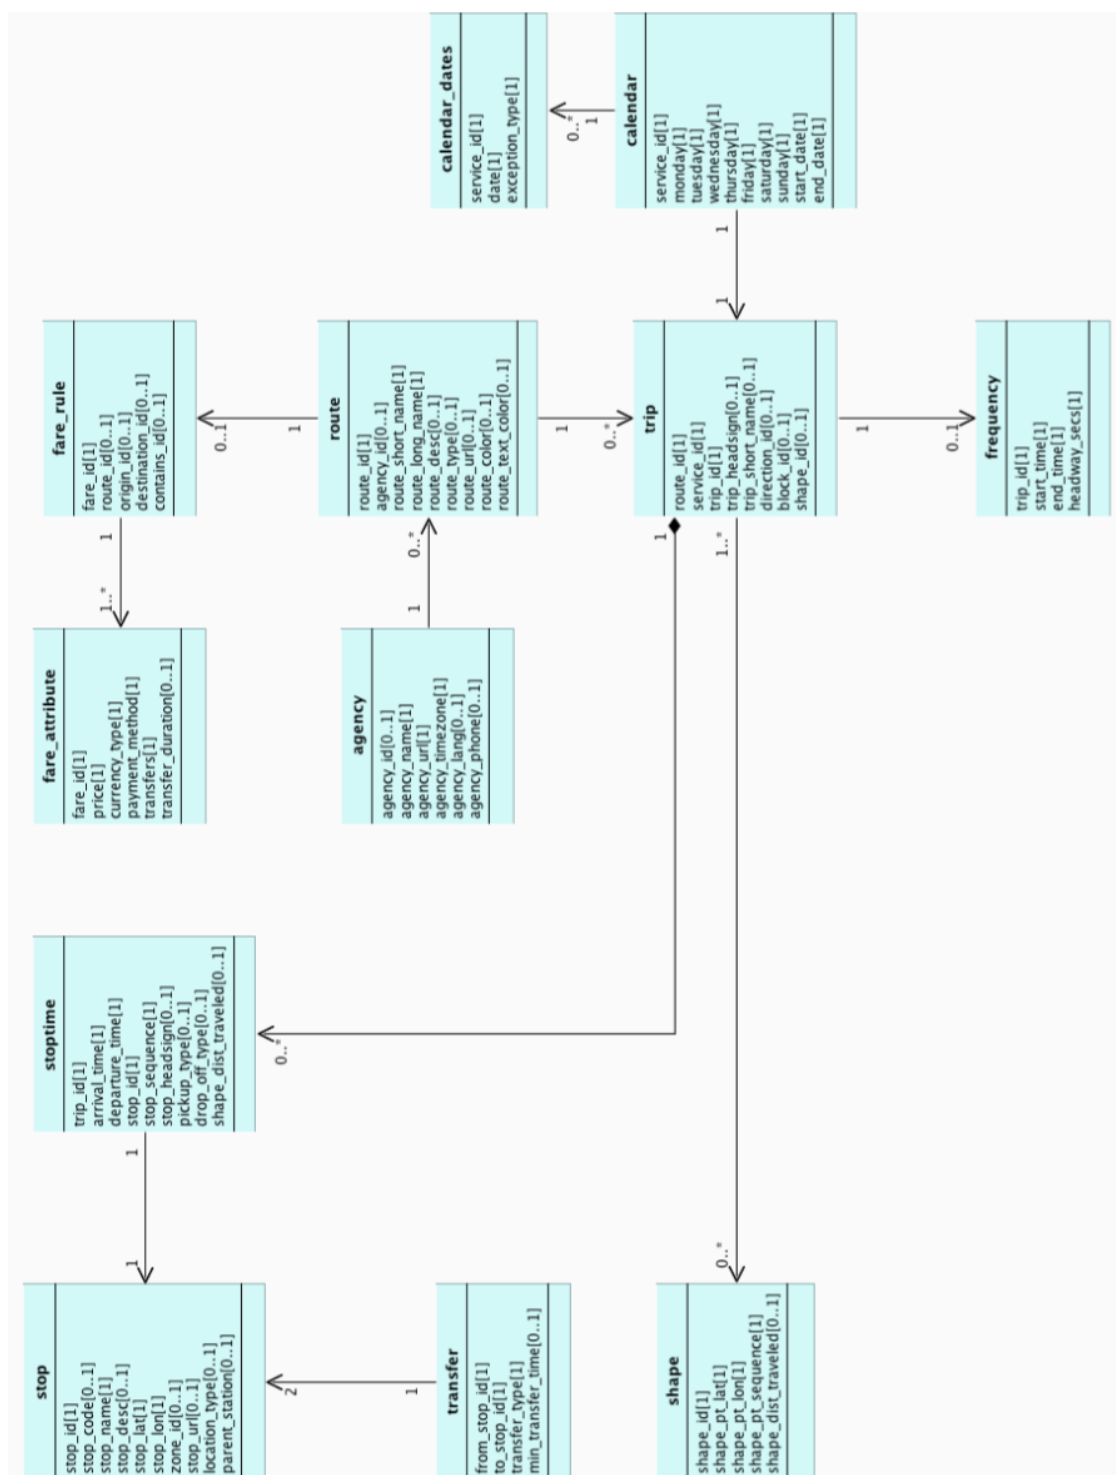 stop
stop_id[1]
stop_code[0..1]
stop_name[1]
stop_desc[0..1]
stop_lat[1]
stop_lon[1]
zone_id[0..1]
stop_url[0..1]
location_type[0..1]
parent_station[0..1]
1
1
stoptime
trip_id[1]
arrival_time[1]
departure_time[1]
stop_id[1]
stop_sequence[1]
stop_headsign[0..1]
pickup_type[0..1]
drop_off_type[0..1]
shape_dist_traveled[0..1]
fare_attribute
fare_id[1]
price[1]
currency_type[1]
payment_method[1]
transfers[1]
transfer_duration[0..1]
1..*
1
fare_rule
fare_id[1]
route_id[0..1]
origin_id[0..1]
destination_id[0..1]
contains_id[0..1]
2
1
0..*
0..1
1
transfer
from_stop_id[1]
to_stop_id[1]
transfer_type[1]
min_transfer_time[0..1]
agency
agency_id[0..1]
agency_name[1]
agency_url[1]
agency_timezone[1]
agency_lang[0..1]
agency_phone[0..1]
1
0..*
route
route_id[1]
agency_id[0..1]
route_short_name[1]
route_long_name[1]
route_desc[0..1]
route_type[1]
route_url[0..1]
route_color[0..1]
route_text_color[0..1]
calendar_dates
service_id[1]
date[1]
exception_type[1]
1
0..*
0..*
1
shape
shape_id[1]
shape_pt_lat[1]
shape_pt_lon[1]
shape_pt_sequence[1]
shape_dist_traveled[0..1]
0..*
1
1..*
trip
route_id[1]
service_id[1]
trip_id[1]
trip_headsign[0..1]
trip_short_name[0..1]
direction_id[0..1]
block_id[0..1]
shape_id[0..1]
1
1
calendar
service_id[1]
monday[1]
tuesday[1]
wednesday[1]
thursday[1]
friday[1]
saturday[1]
sunday[1]
start_date[1]
end_date[1]
1
0..1
frequency
trip_id[1]
start_time[1]
end_time[1]
headway_secs[1]